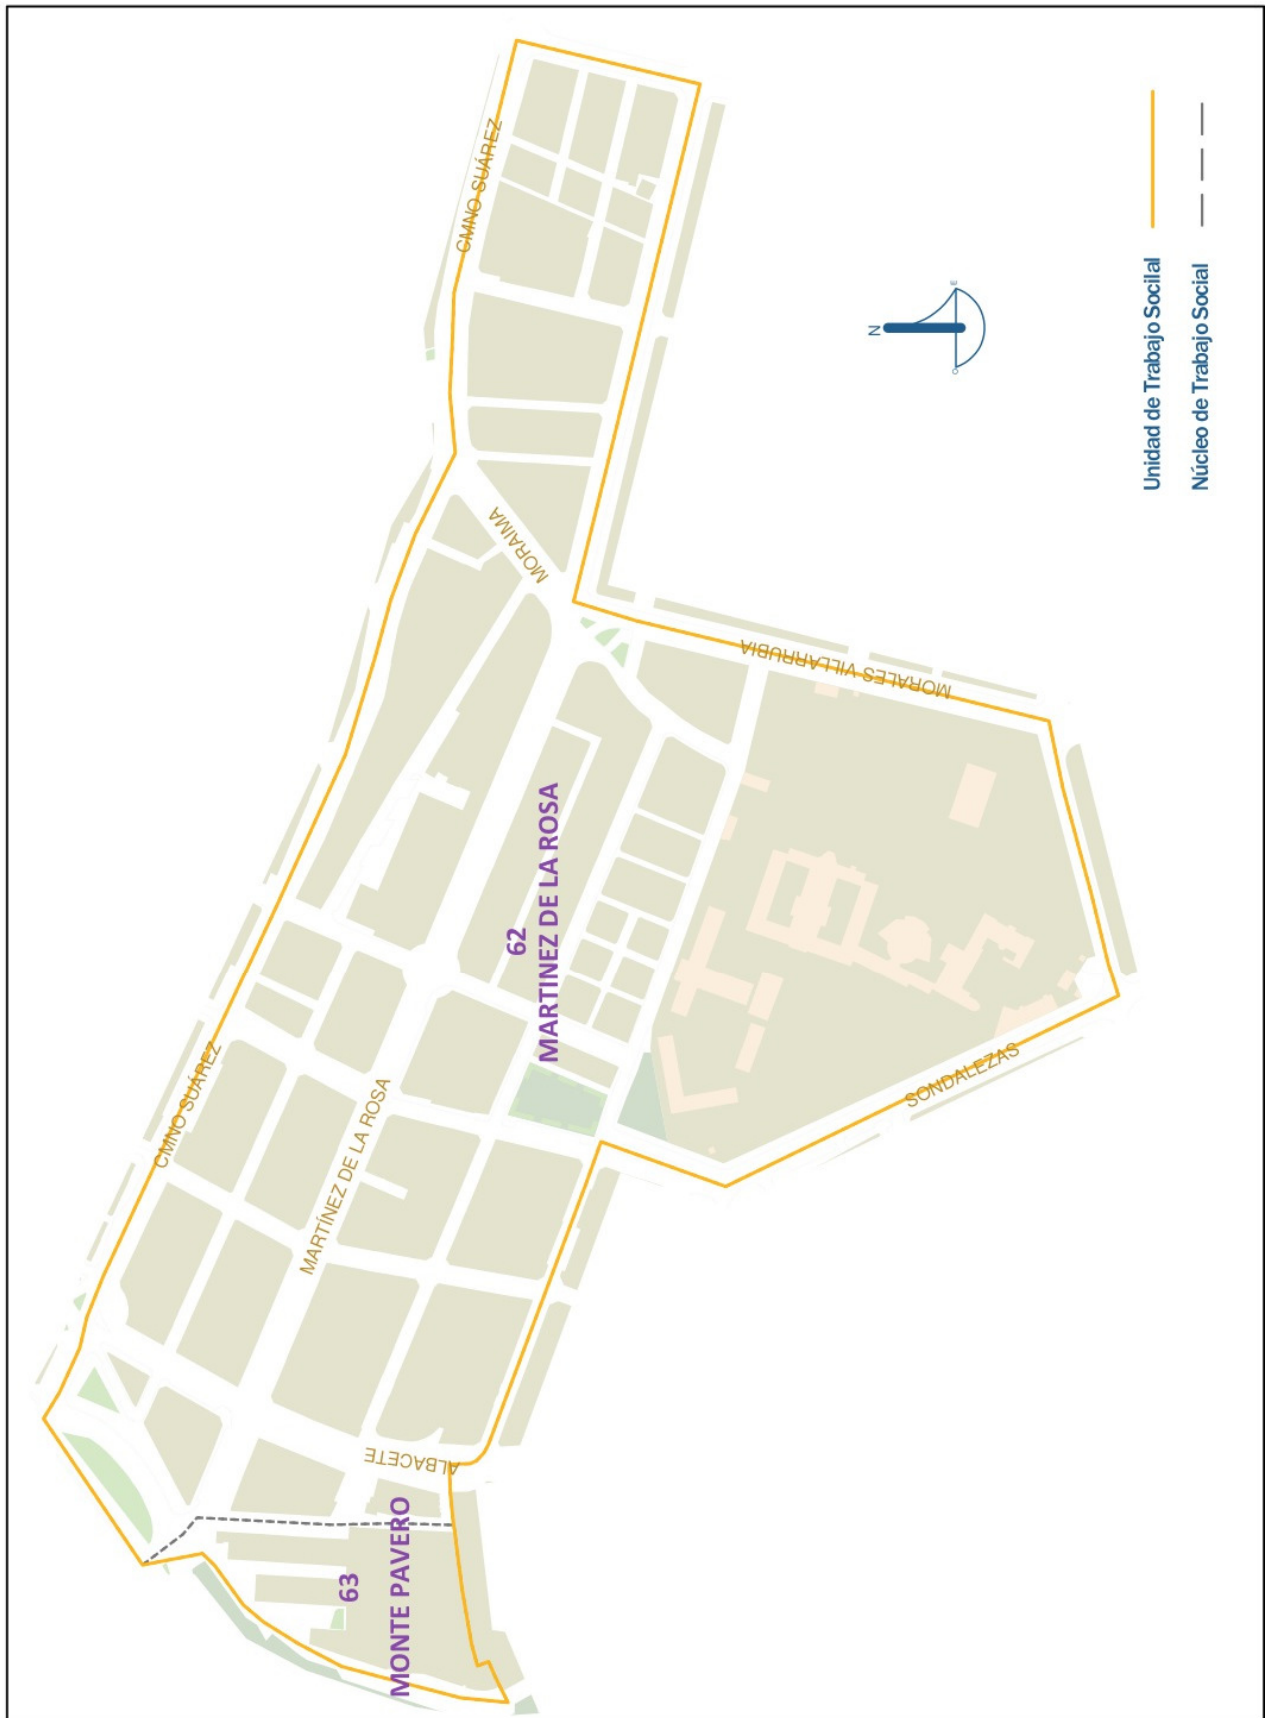 CMNO SUÁREZ
MORAIMA
MORALES VILLARRUBIA
62
MARTINEZ DE LA ROSA
CMNO SUÁREZ
MARTÍNEZ DE LA ROSA
SONDALEZAS
ALBACETE
63
MONTE PAVERO
N
O
E
Unidad de Trabajo Socilal
Núcleo de Trabajo Social